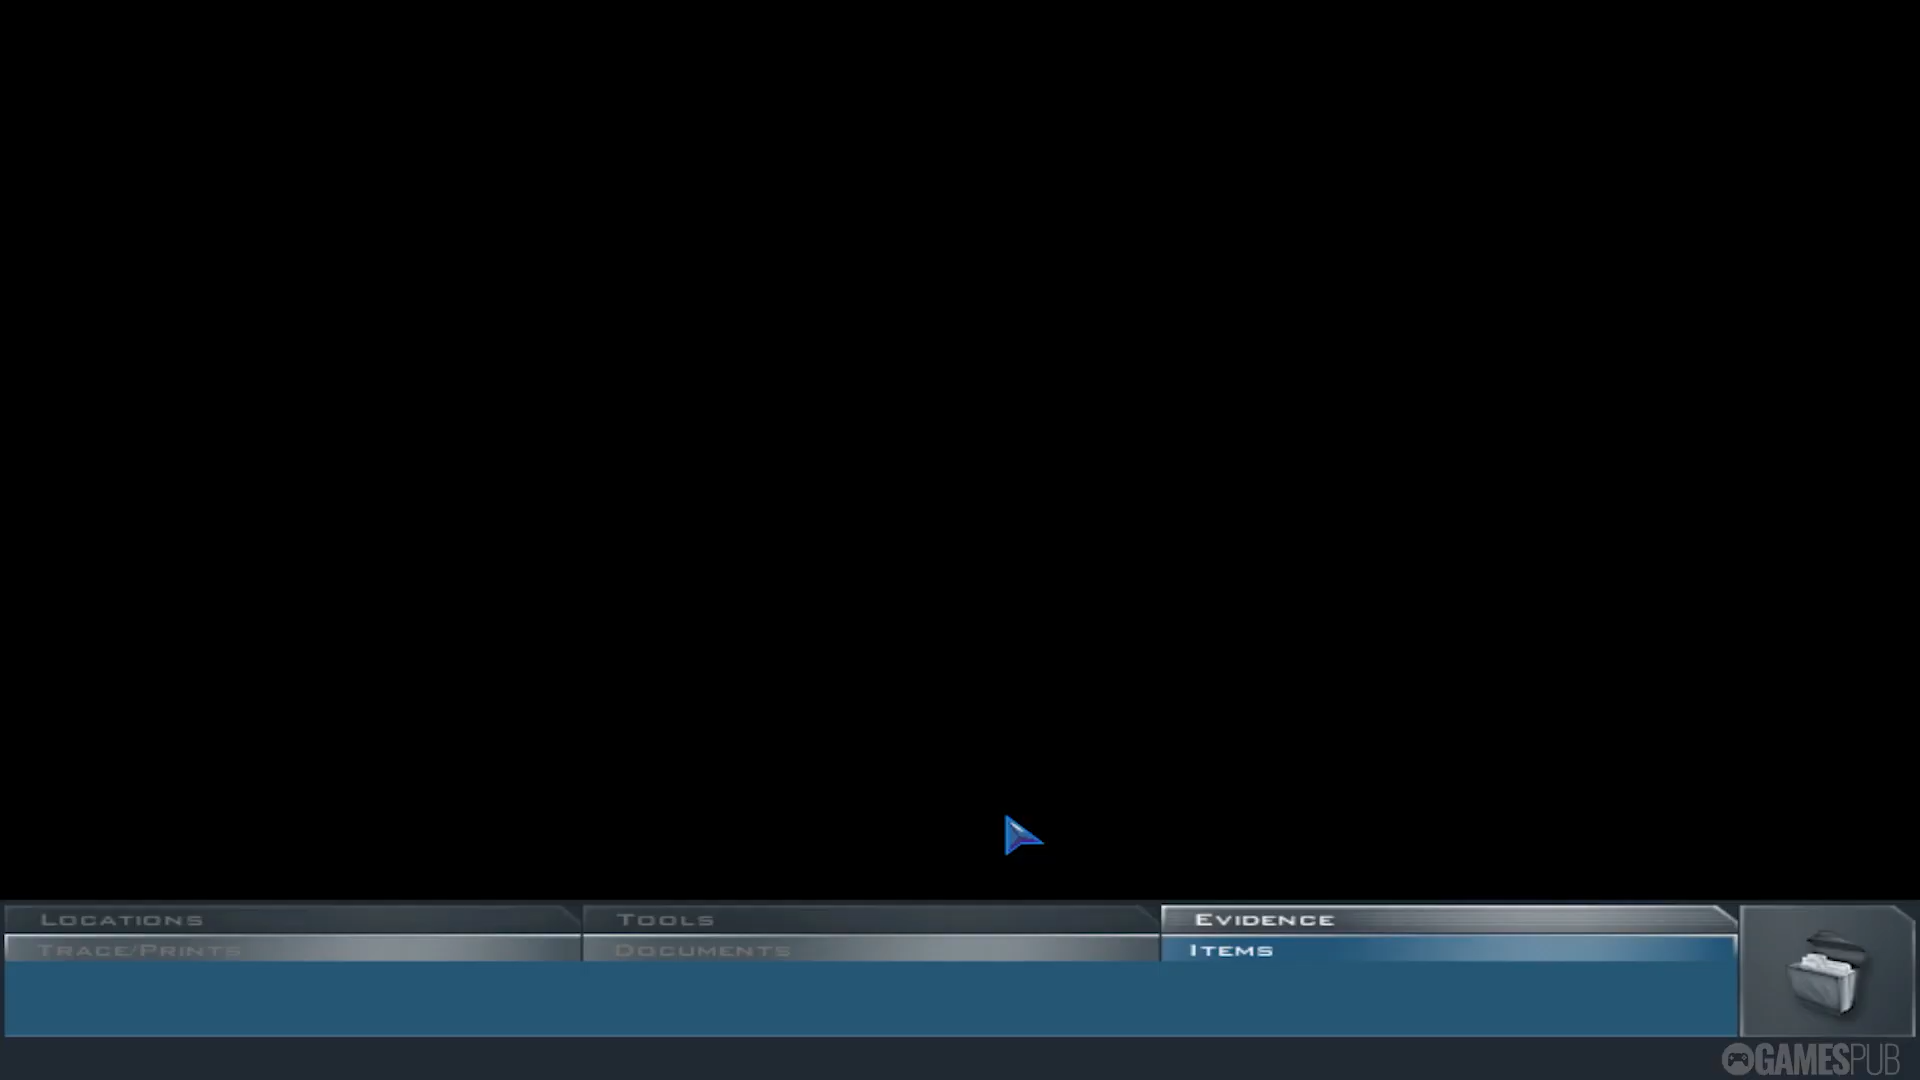 LOCATIONS
TOOLS
EVIDENCE
TRACE/PRINTS
DOCUMENTS
ITEMS
GAMESPUB